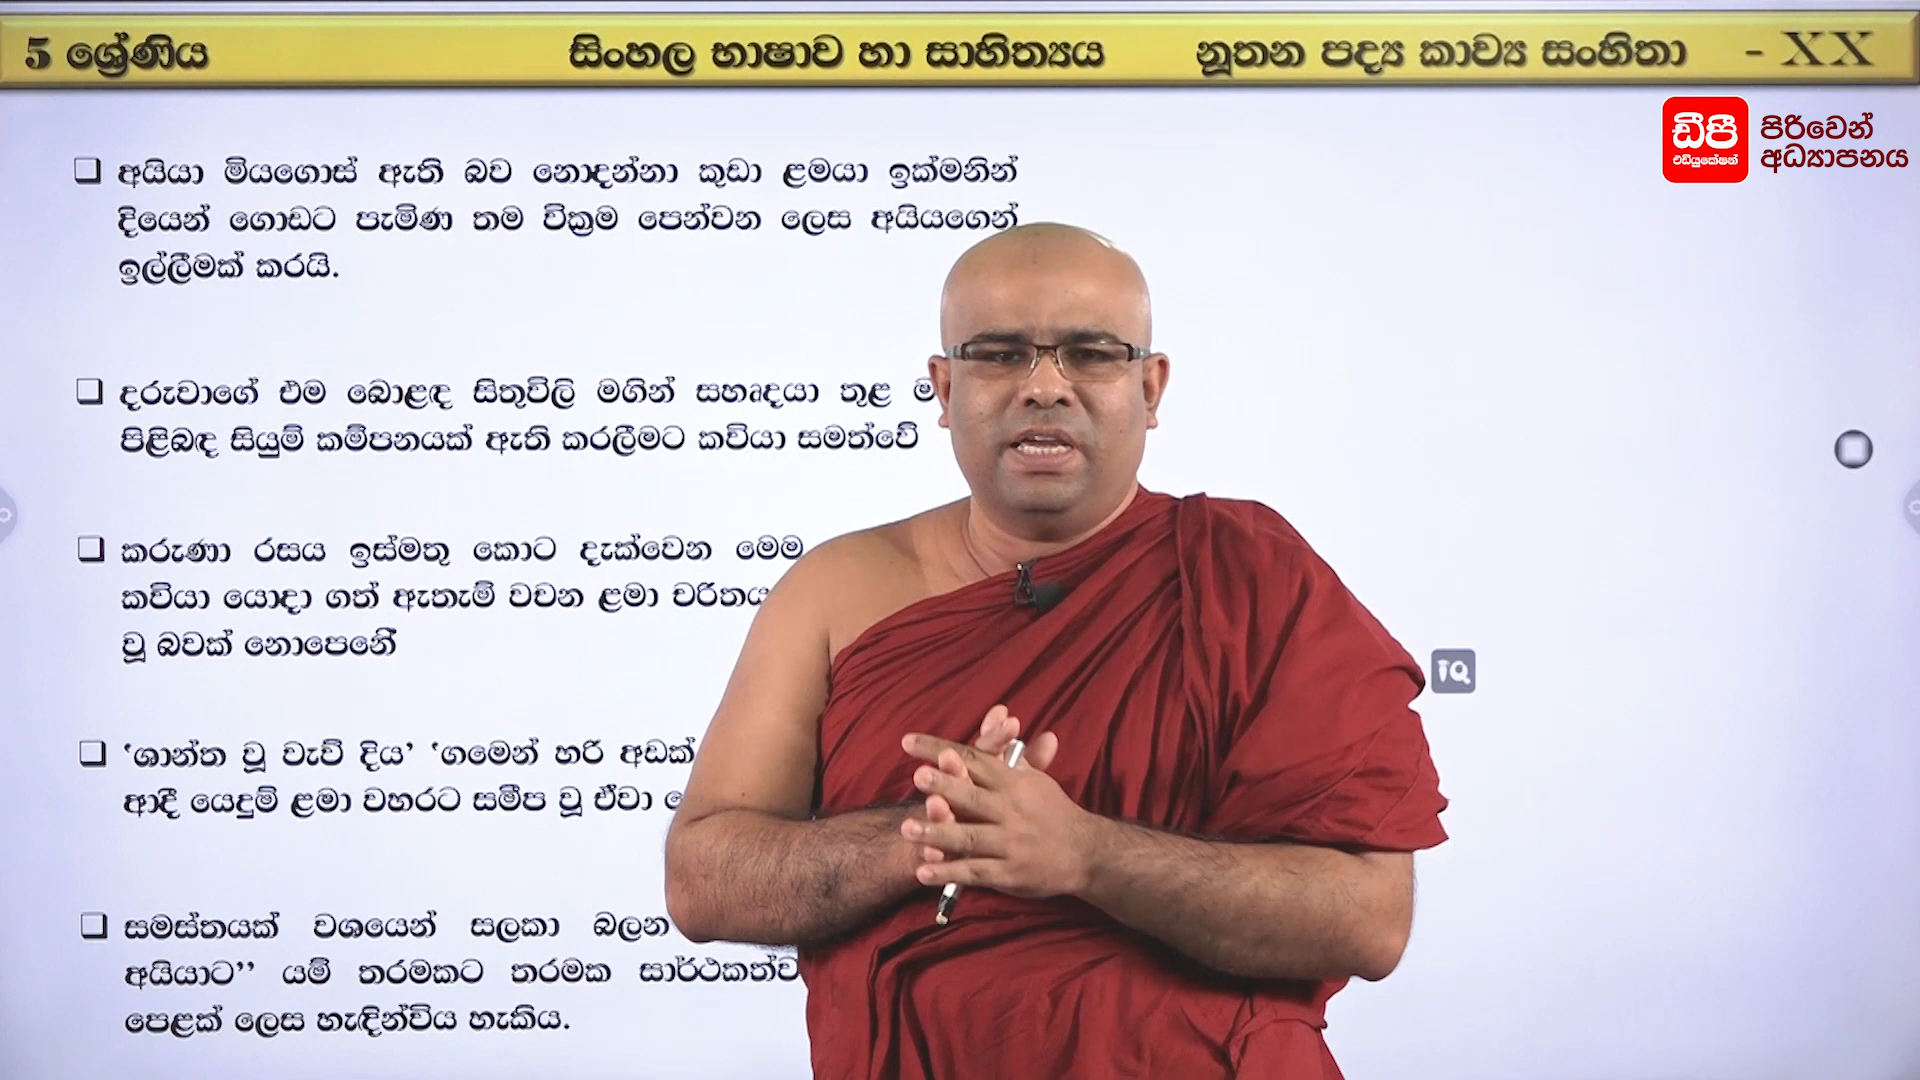 5 ශ්‍රේණිය
සිංහල භාෂාව හා සාහිත්‍යය
නූතන පද්‍ය කාව්‍ය සංහිතා - XX
ඩීපී
එඩියුකේෂන්
පිරිවෙන්
අධ්‍යාපනය
අයියා මියගොස් ඇති බව නොදන්නා කුඩා ළමයා ඉක්මනින්
දියෙන් ගොඩට පැමිණ තම වික්‍රම පෙන්වන ලෙස අයියගෙන්
ඉල්ලීමක් කරයි.
දරුවාගේ එම බොළඳ සිතුවිලි මගින් සහෘදයා තුළ
පිළිබඳ සියුම් කම්පනයක් ඇති කරලීමට කවියා සමත්වේ
කරුණා රසය ඉස්මතු කොට දැක්වෙන මෙම
කවියා යොදා ගත් ඇතැම් වචන ළමා චරිතය
වූ බවක් නොපෙනේ
‘ශාන්ත වූ වැව් දිය’ ‘ගමෙන් හරි අඩක්
ආදී යෙදුම් ළමා වහරට සමීප වූ ඒවා
සමස්තයක් වශයෙන් සලකා බලන
අයියාට’’ යම් තරමකට තරමක
පෙළක් ලෙස හැඳින්විය හැකිය.